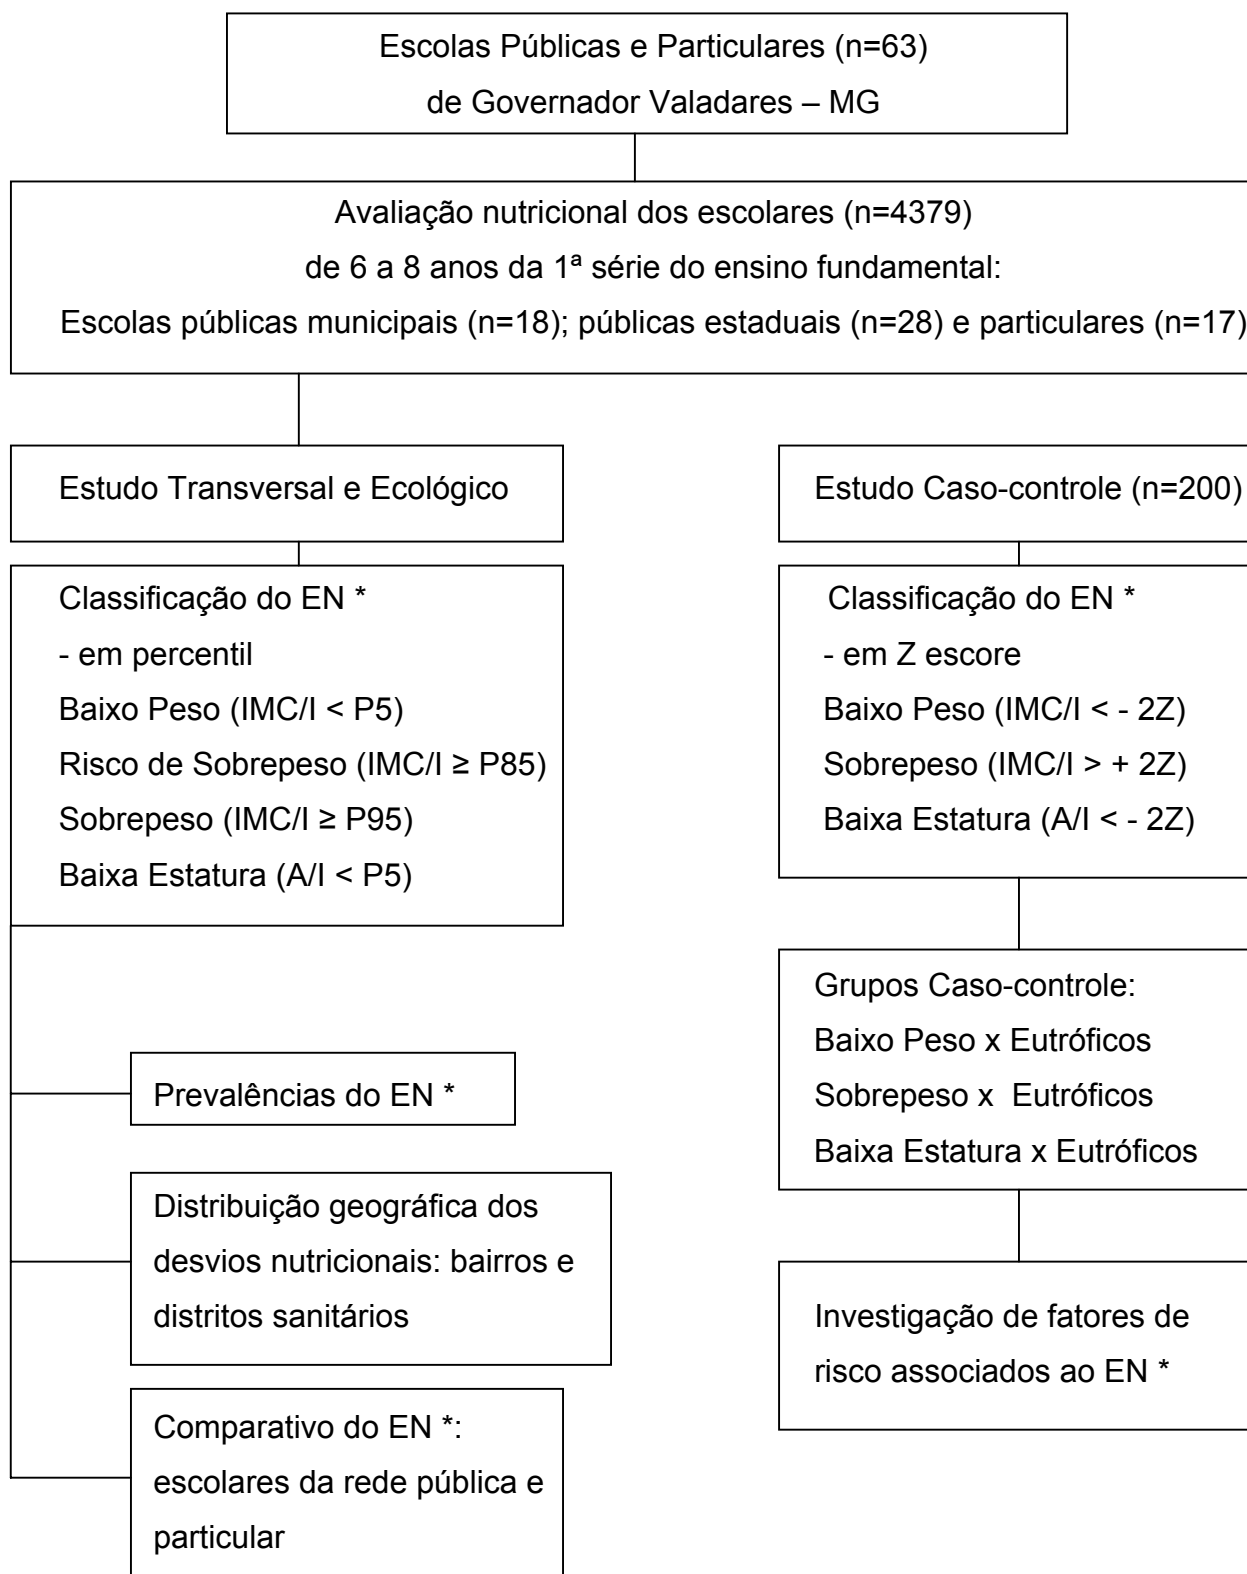 Escolas Públicas e Particulares (n=63)
de Governador Valadares – MG
Avaliação nutricional dos escolares (n=4379)
de 6 a 8 anos da 1ª série do ensino fundamental:
Escolas públicas municipais (n=18); públicas estaduais (n=28) e particulares (n=17)
Estudo Transversal e Ecológico
Classificação do EN *
- em percentil
Baixo Peso (IMC/I < P5)
Risco de Sobrepeso (IMC/I ≥ P85)
Sobrepeso (IMC/I ≥ P95)
Baixa Estatura (A/I < P5)
Prevalências do EN *
Distribuição geográfica dos
desvios nutricionais: bairros e
distritos sanitários
Comparativo do EN *:
escolares da rede pública e
particular
Estudo Caso-controle (n=200)
Classificação do EN *
- em Z escore
Baixo Peso (IMC/I < - 2Z)
Sobrepeso (IMC/I > + 2Z)
Baixa Estatura (A/I < - 2Z)
Grupos Caso-controle:
Baixo Peso x Eutróficos
Sobrepeso x  Eutróficos
Baixa Estatura x Eutróficos
Investigação de fatores de
risco associados ao EN *